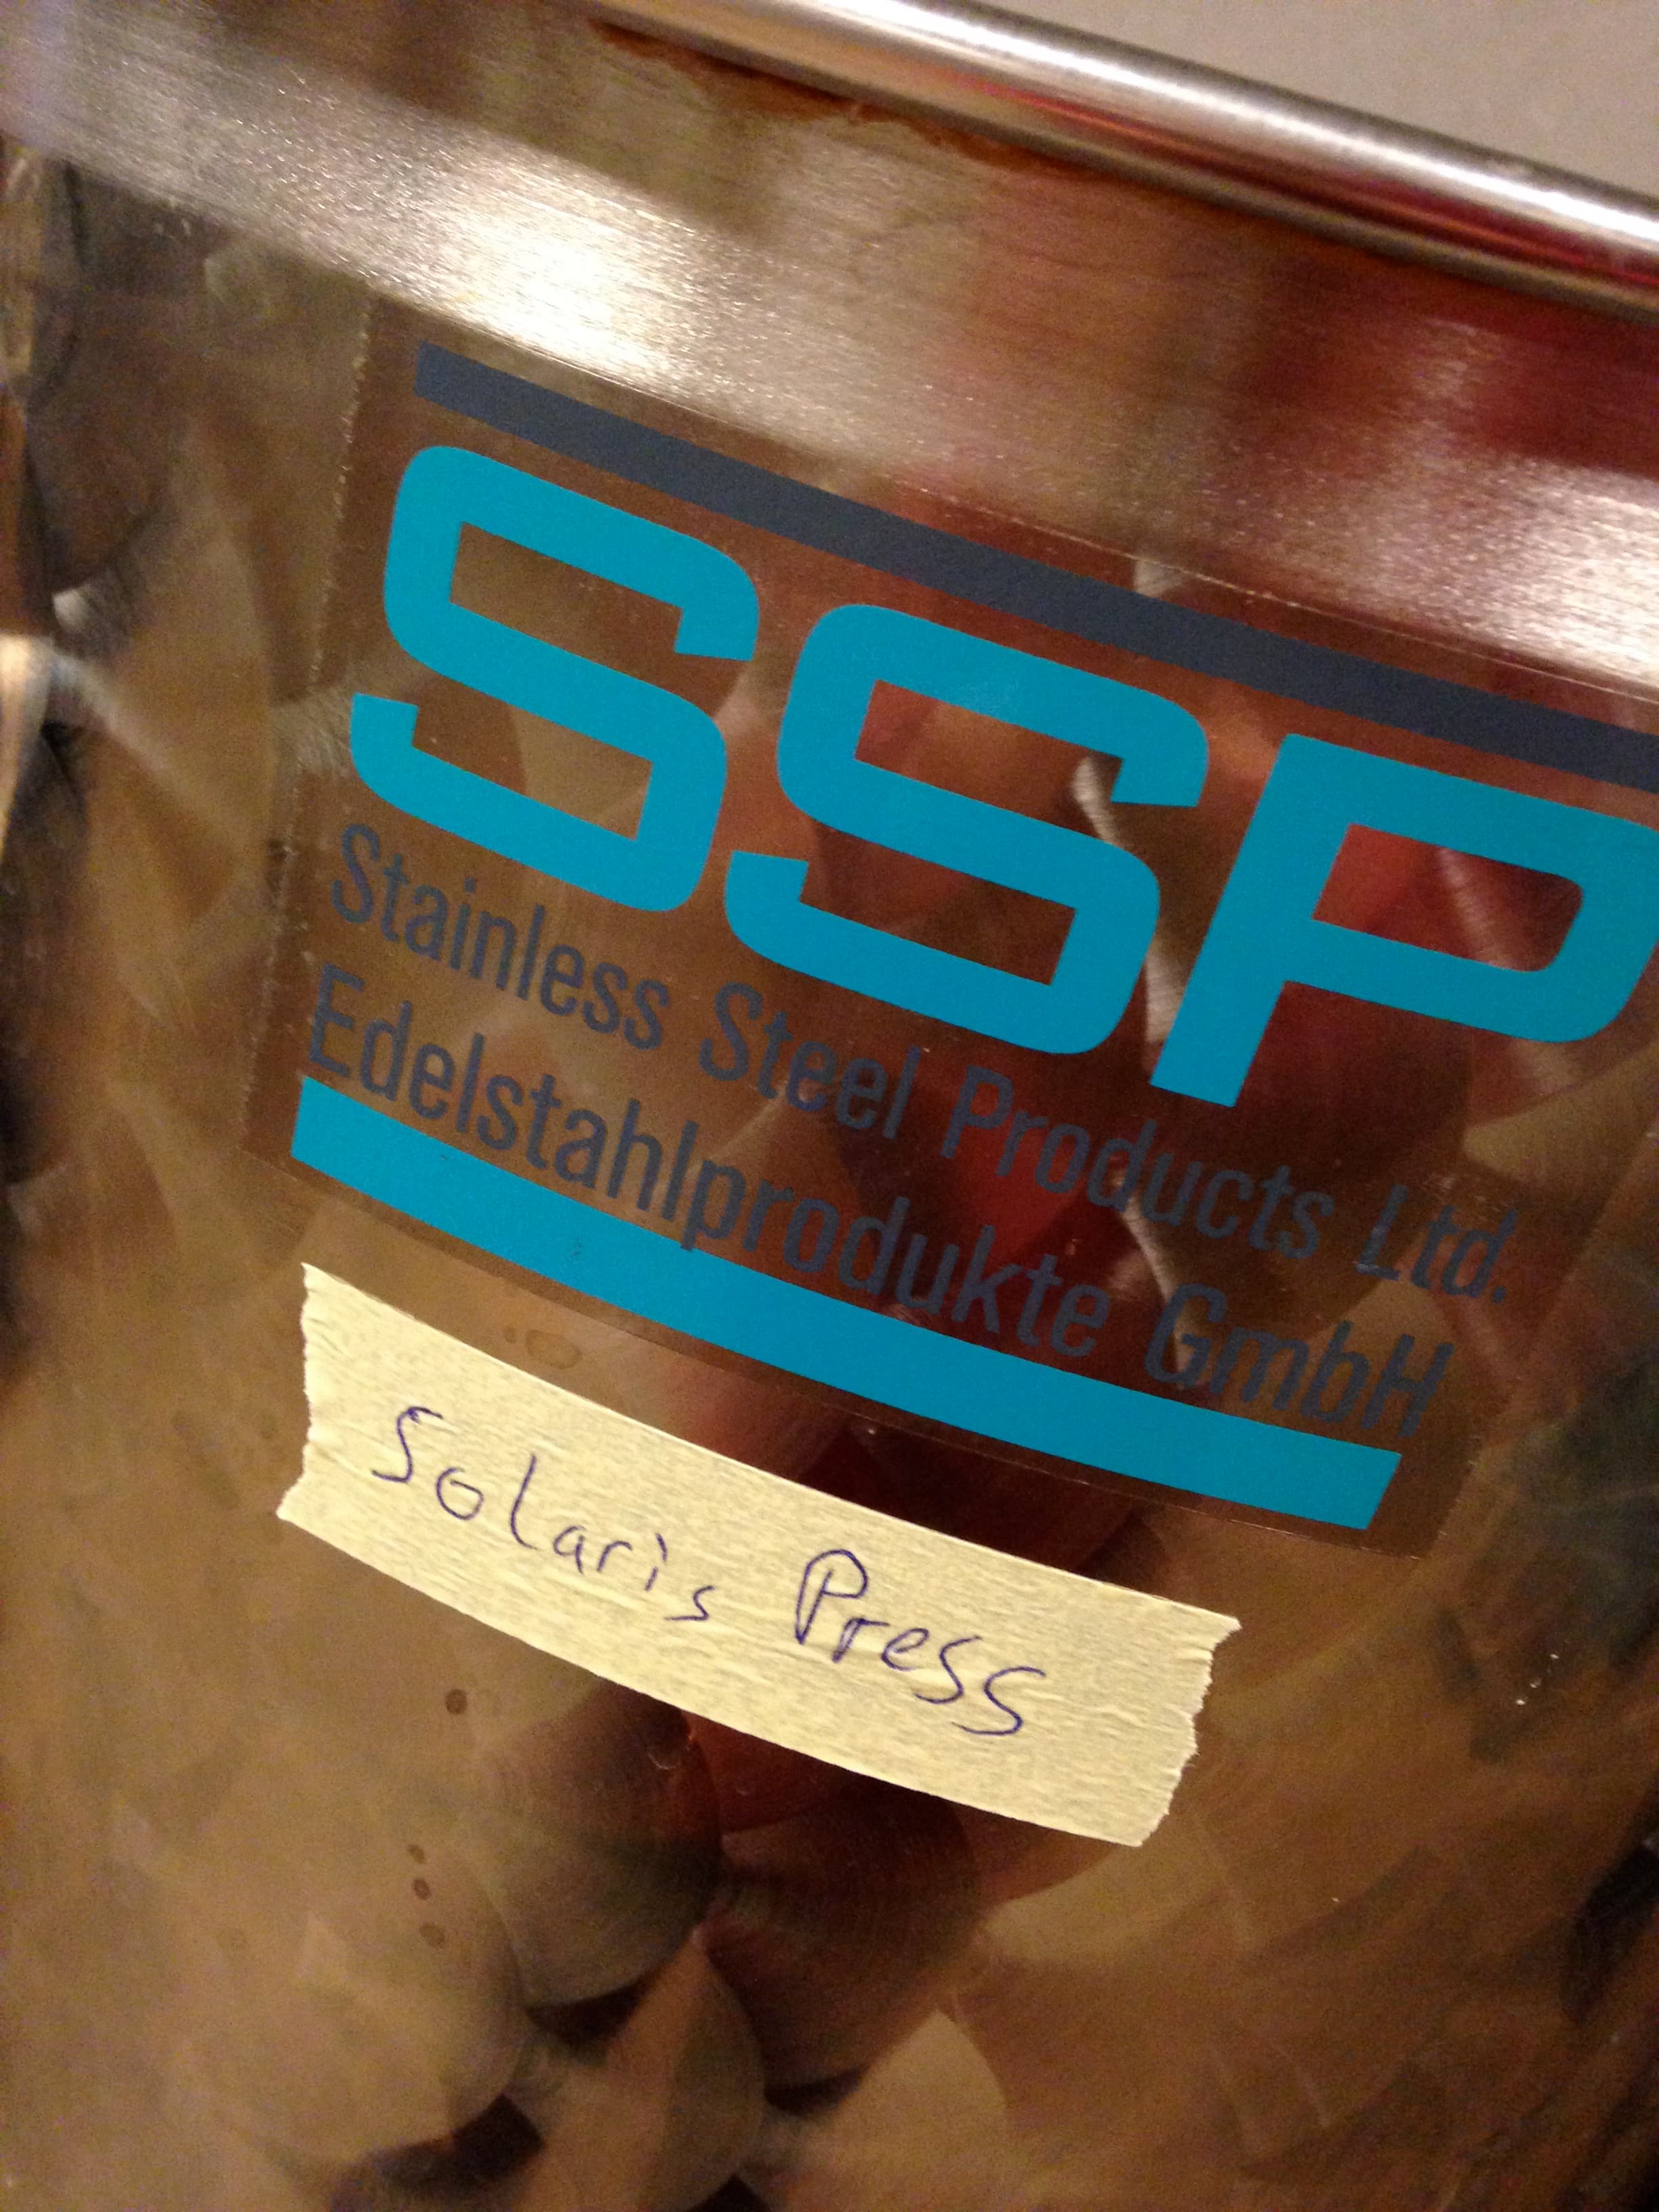 SSP
Stainless Steel Products Ltd.
Edelstahlprodukte GmbH
Solaris Press